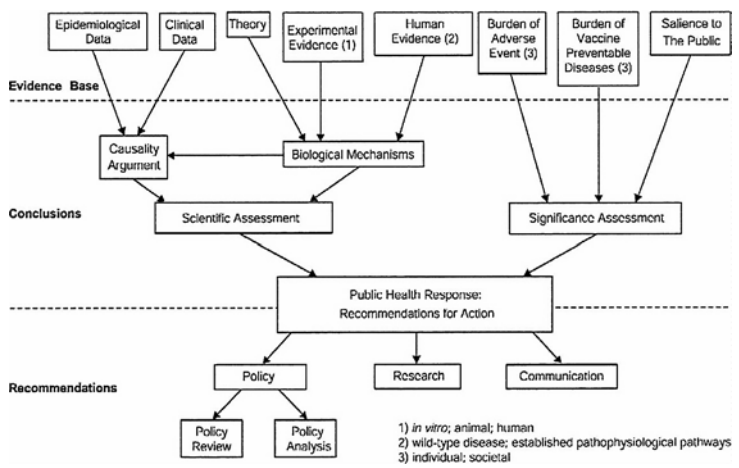 Epidemiological
Data
Clinical
Data
Theory
Experimental
Evidence (1)
Human
Evidence (2)
Burden of
Adverse
Event (3)
Burden of
Vaccine
Preventable
Diseases (3)
Salience to
The Public
Evidence Base
Causality
Argument
Biological Mechanisms
Conclusions
Scientific Assessment
Significance Assessment
Public Health Response:
Recommendations for Action
Recommendations
Policy
Research
Communication
Policy
Review
Policy
Analysis
1) in vitro; animal; human
2) wild-type disease; established pathophysiological pathways
3) individual; societal